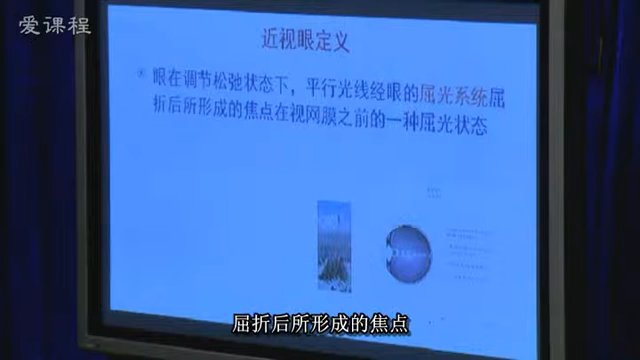 爱课程
近视眼定义
眼在调节松弛状态下，平行光线经眼的屈光系统屈
折后所形成的焦点在视网膜之前的一种屈光状态
屈折后所形成的焦点